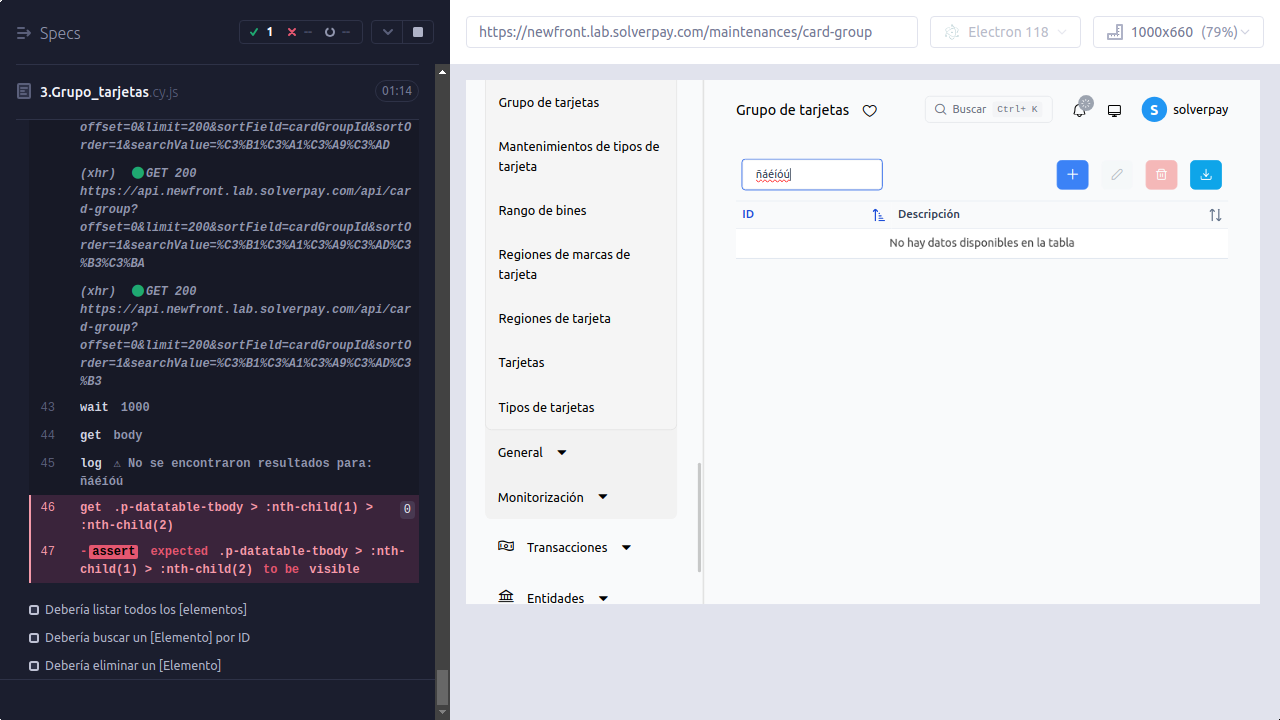 Specs
1
--
--
3.Grupo_tarjetas.cy.js
01:14
offset=0&limit=200&sortField=cardGroupId&sortO
rder=1&searchValue=%C3%B1%C3%A1%C3%A9%C3%AD
(xhr) GET 200
https://api.newfront.lab.solverpay.com/api/car
d-group?
offset=0&limit=200&sortField=cardGroupId&sortO
rder=1&searchValue=%C3%B1%C3%A1%C3%A9%C3%AD%C3
%B3%C3%BA
(xhr) GET 200
https://api.newfront.lab.solverpay.com/api/car
d-group?
offset=0&limit=200&sortField=cardGroupId&sortO
rder=1&searchValue=%C3%B1%C3%A1%C3%A9%C3%AD%C3
%B3
43 wait 1000
44 get body
45 log ⚠ No se encontraron resultados para:
ñáéíóú
46 get .p-datatable-tbody > :nth-child(1) > 0
:nth-child(2)
47 -assert expected .p-datatable-tbody > :nth-
child(1) > :nth-child(2) to be visible
Debería listar todos los [elementos]
Debería buscar un [Elemento] por ID
Debería eliminar un [Elemento]
https://newfront.lab.solverpay.com/maintenances/card-group
Electron 118
1000x660 (79%)
Grupo de tarjetas
Mantenimientos de tipos de
tarjeta
Rango de bines
Regiones de marcas de
tarjeta
Regiones de tarjeta
Tarjetas
Tipos de tarjetas
General
Monitorización
Transacciones
Entidades
Grupo de tarjetas
Buscar Ctrl+ K
S solverpay
ñáéíóú
ID Descripción
No hay datos disponibles en la tabla